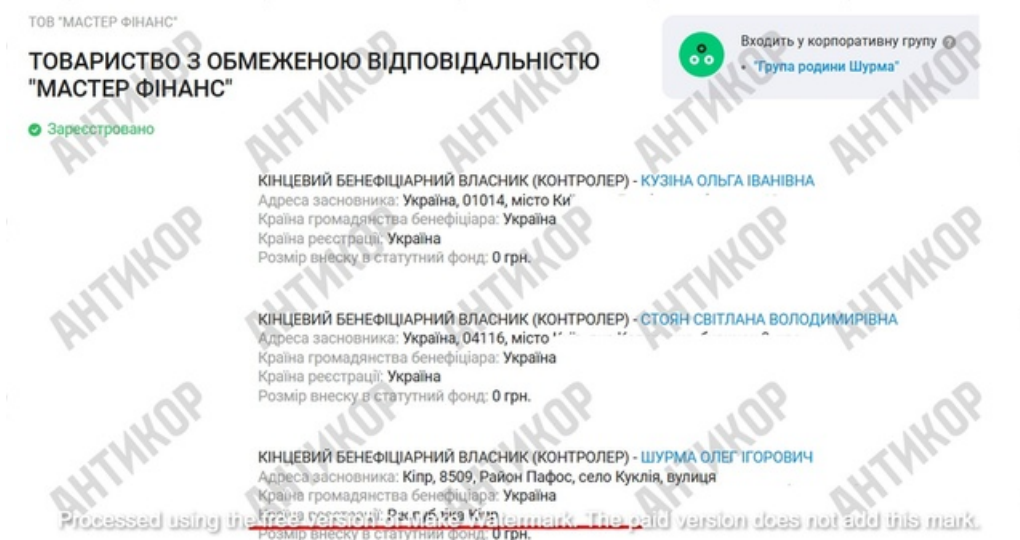 ТОВ "МАСТЕР ФІНАНС"
ТОВАРИСТВО З ОБМЕЖЕНОЮ ВІДПОВІДАЛЬНІСТЮ
"МАСТЕР ФІНАНС"
Зареєстровано
Входить у корпоративну групу
• "Група родини Шурма"
КІНЦЕВИЙ БЕНЕФІЦІАРНИЙ ВЛАСНИК (КОНТРОЛЕР) - КУЗІНА ОЛЬГА ІВАНІВНА
Адреса засновника: Україна, 01014, місто
Країна громадянства бенефіціара: Україна
Країна реєстрації: Україна
Розмір внеску в статутний фонд: 0 грн.
КІНЦЕВИЙ БЕНЕФІЦІАРНИЙ ВЛАСНИК (КОНТРОЛЕР) - СТОЯН СВІТЛАНА ВОЛОДИМИРІВНА
Адреса засновника: Україна, 04116, місто
Країна громадянства бенефіціара: Україна
Країна реєстрації: Україна
Розмір внеску в статутний фонд: 0 грн.
КІНЦЕВИЙ БЕНЕФІЦІАРНИЙ ВЛАСНИК (КОНТРОЛЕР) - ШУРМА ОЛЕГ ІГОРОВИЧ
Адреса засновника: Кіпр, 8509, Район Пафос, село Куклія, вулиця
Країна громадянства бенефіціара: Україна
Країна реєстрації: Республіка Кіпр
Розмір внеску в статутний фонд: 0 грн.
АНТИКОР
Processed using the free version of Make Watermark. The paid version does not add this mark.